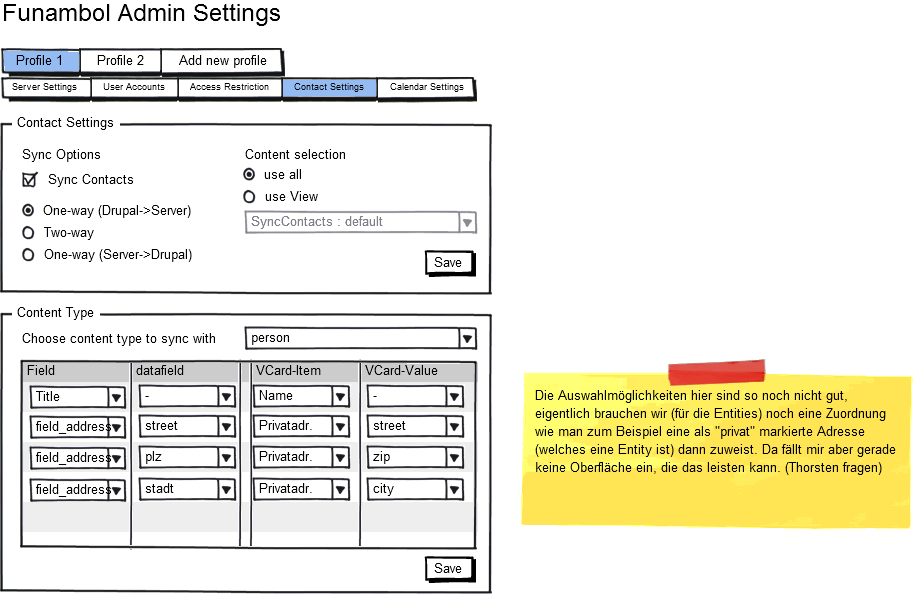 Funambol Admin Settings
Profile 1 Profile 2 Add new profile
Server Settings User Accounts Access Restriction Contact Settings Calendar Settings
Contact Settings
Sync Options
Sync Contacts
One-way (Drupal->Server)
Two-way
One-way (Server->Drupal)
Content selection
use all
use View
SyncContacts : default
Save
Content Type
Choose content type to sync with person
Field datafield VCard-Item VCard-Value
Title - Name -
field_address street Privatadr. street
field_address plz Privatadr. zip
field_address stadt Privatadr. city
Save
Die Auswahlmöglichkeiten hier sind so noch nicht gut,
eigentlich brauchen wir (für die Entities) noch eine Zuordnung
wie man zum Beispiel eine als "privat" markierte Adresse
(welches eine Entity ist) dann zuweist. Da fällt mir aber gerade
keine Oberfläche ein, die das leisten kann. (Thorsten fragen)